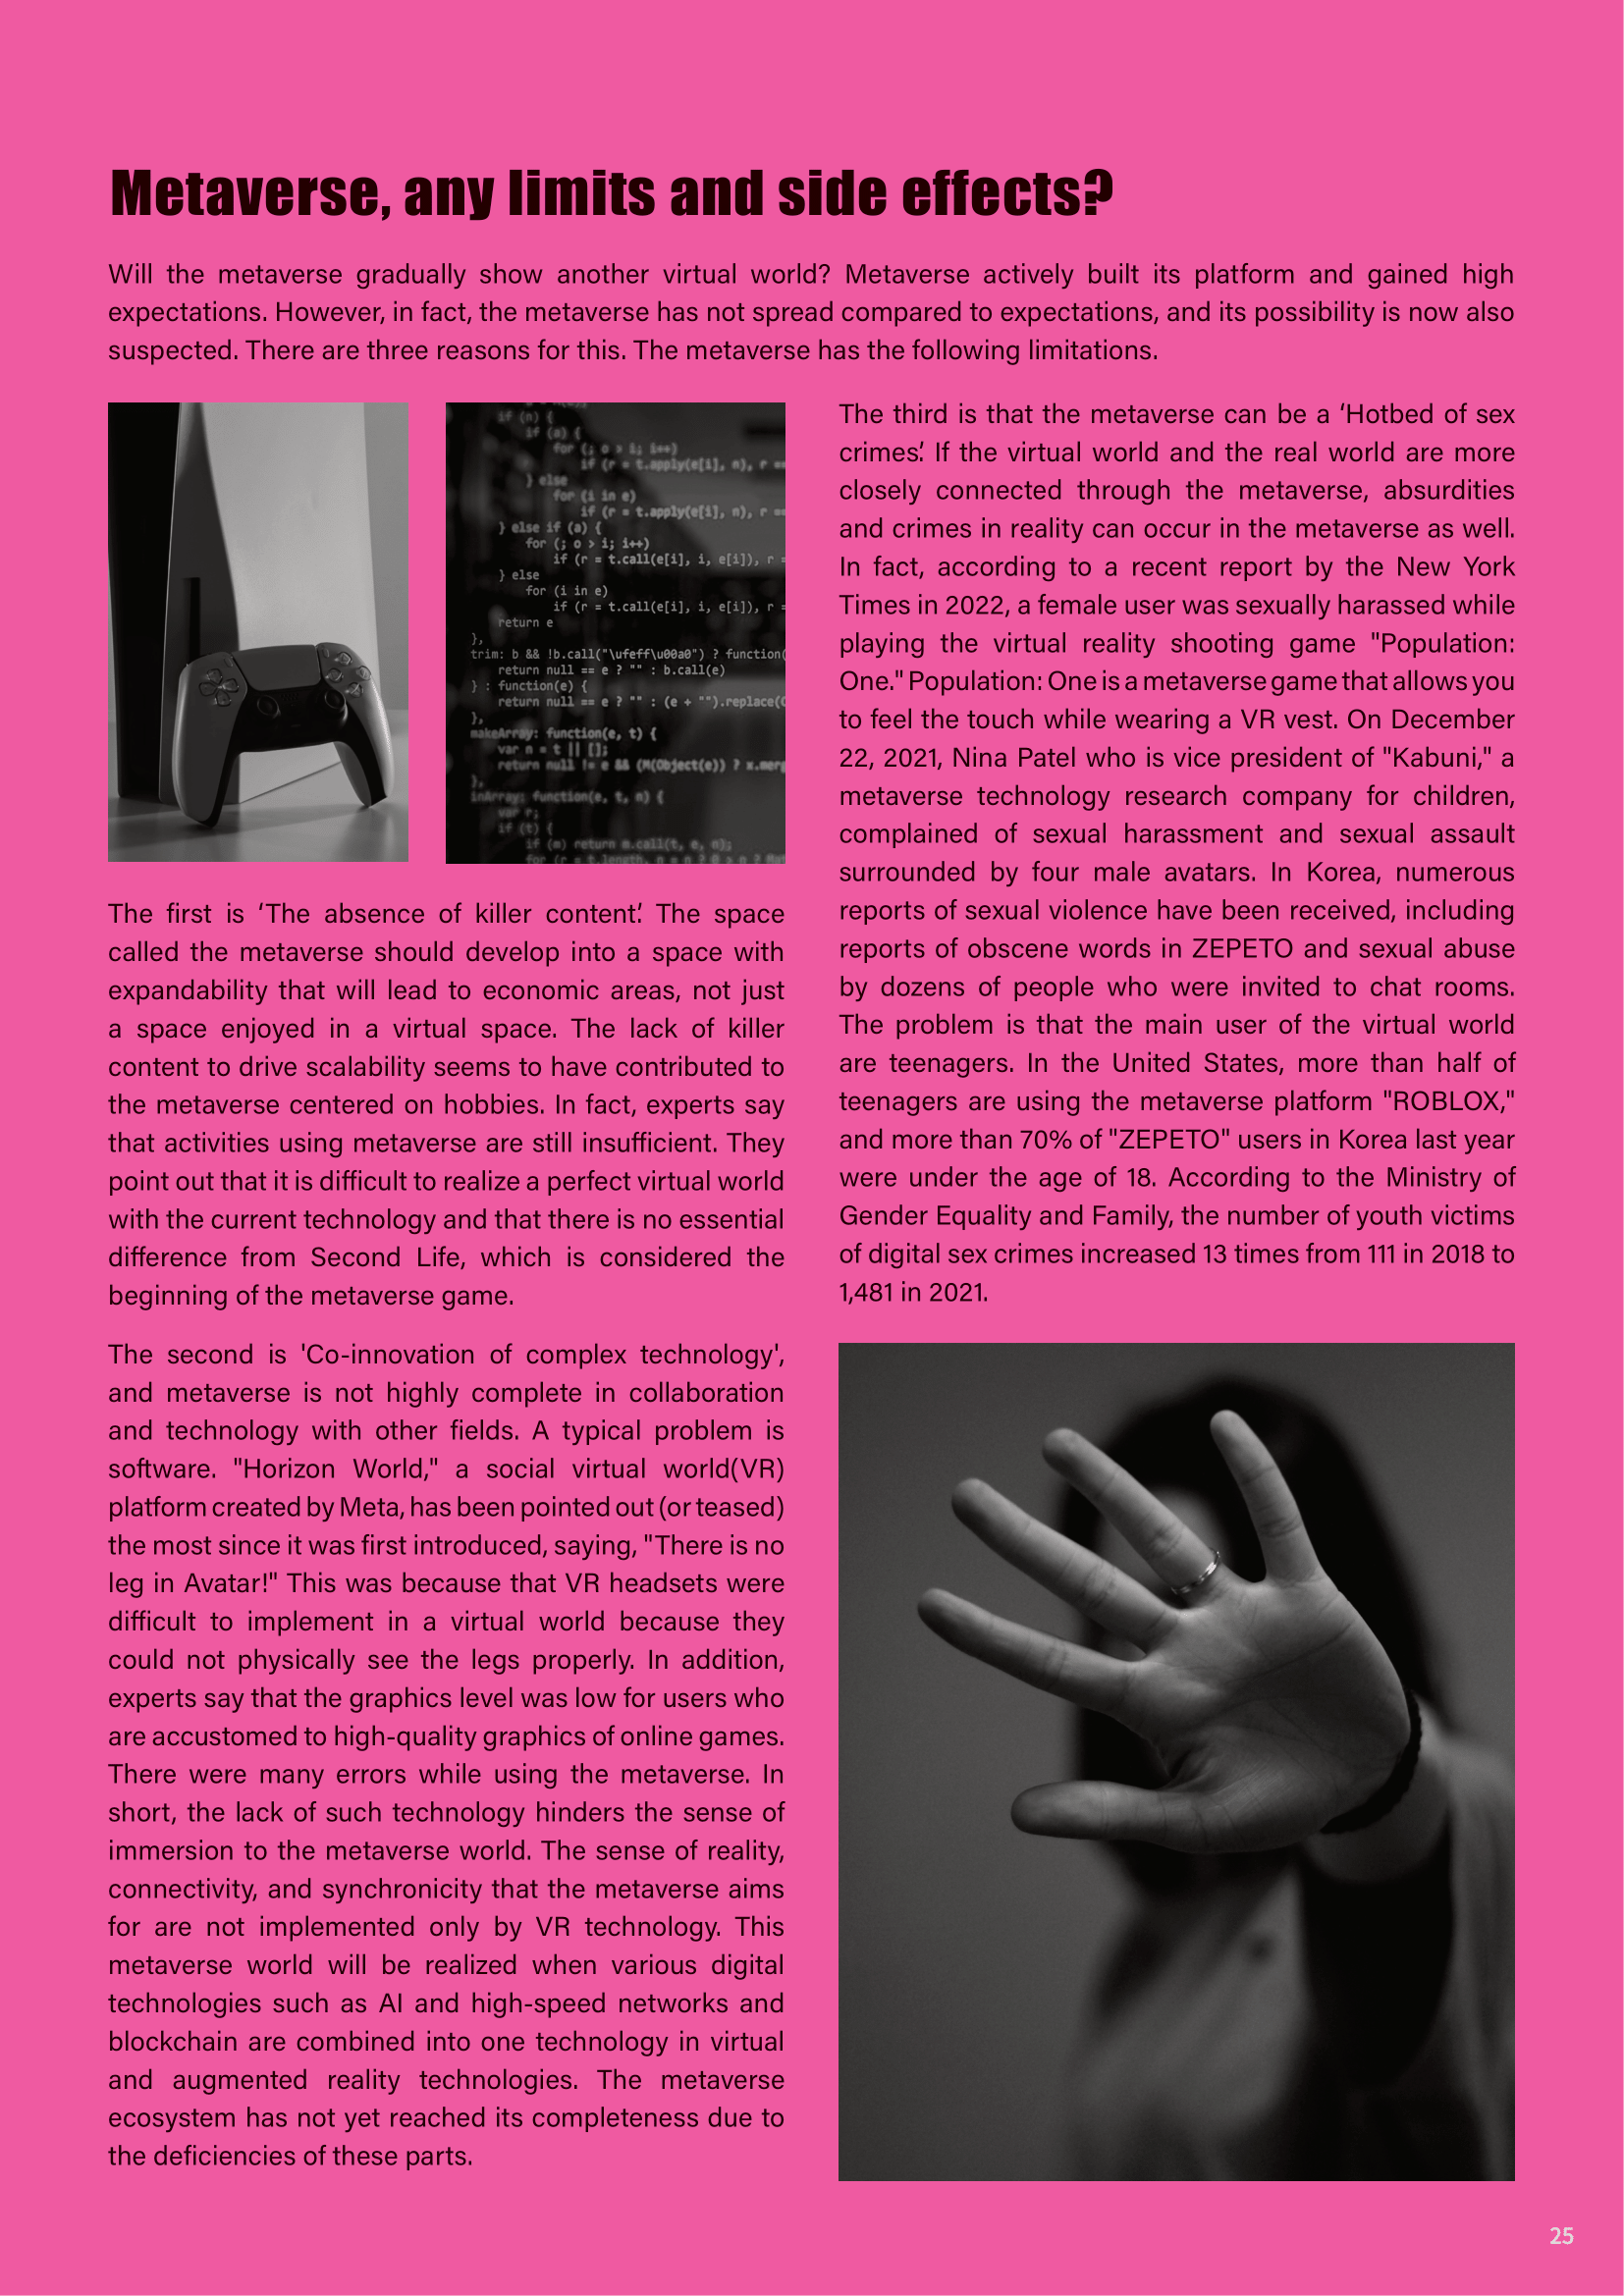 Metaverse, any limits and side effects?
Will the metaverse gradually show another virtual world? Metaverse actively built its platform and gained high
expectations. However, in fact, the metaverse has not spread compared to expectations, and its possibility is now also
suspected. There are three reasons for this. The metaverse has the following limitations.
if (n) {
if (a) {
for (; o > i; i++)
if (r = t.apply(e[i], n), r ==
} else
for (i in e)
if (r = t.apply(e[i], n), r ==
} else if (a) {
for (; o > i; i++)
if (r = t.call(e[i], i, e[i]), r =
} else
for (i in e)
if (r = t.call(e[i], i, e[i]), r =
return e
},
trim: b && !b.call("\ufeff\u00a0") ? function(
return null == e ? "" : b.call(e)
} : function(e) {
return null == e ? "" : (e + "").replace(
},
makeArray: function(e, t) {
var n = t || [];
return null != e && (M(Object(e)) ? x.merg
},
inArray: function(e, t, n) {
var r;
if (t) {
if (m) return m.call(t, e, n);
for (r = t.length, n = n ? 0 > n ?
The first is ‘The absence of killer content’. The space
called the metaverse should develop into a space with
expandability that will lead to economic areas, not just
a space enjoyed in a virtual space. The lack of killer
content to drive scalability seems to have contributed to
the metaverse centered on hobbies. In fact, experts say
that activities using metaverse are still insufficient. They
point out that it is difficult to realize a perfect virtual world
with the current technology and that there is no essential
difference from Second Life, which is considered the
beginning of the metaverse game.
The second is 'Co-innovation of complex technology',
and metaverse is not highly complete in collaboration
and technology with other fields. A typical problem is
software. "Horizon World," a social virtual world(VR)
platform created by Meta, has been pointed out (or teased)
the most since it was first introduced, saying, "There is no
leg in Avatar!" This was because that VR headsets were
difficult to implement in a virtual world because they
could not physically see the legs properly. In addition,
experts say that the graphics level was low for users who
are accustomed to high-quality graphics of online games.
There were many errors while using the metaverse. In
short, the lack of such technology hinders the sense of
immersion to the metaverse world. The sense of reality,
connectivity, and synchronicity that the metaverse aims
for are not implemented only by VR technology. This
metaverse world will be realized when various digital
technologies such as AI and high-speed networks and
blockchain are combined into one technology in virtual
and augmented reality technologies. The metaverse
ecosystem has not yet reached its completeness due to
the deficiencies of these parts.
The third is that the metaverse can be a ‘Hotbed of sex
crimes’. If the virtual world and the real world are more
closely connected through the metaverse, absurdities
and crimes in reality can occur in the metaverse as well.
In fact, according to a recent report by the New York
Times in 2022, a female user was sexually harassed while
playing the virtual reality shooting game "Population:
One." Population: One is a metaverse game that allows you
to feel the touch while wearing a VR vest. On December
22, 2021, Nina Patel who is vice president of "Kabuni," a
metaverse technology research company for children,
complained of sexual harassment and sexual assault
surrounded by four male avatars. In Korea, numerous
reports of sexual violence have been received, including
reports of obscene words in ZEPETO and sexual abuse
by dozens of people who were invited to chat rooms.
The problem is that the main user of the virtual world
are teenagers. In the United States, more than half of
teenagers are using the metaverse platform "ROBLOX,"
and more than 70% of "ZEPETO" users in Korea last year
were under the age of 18. According to the Ministry of
Gender Equality and Family, the number of youth victims
of digital sex crimes increased 13 times from 111 in 2018 to
1,481 in 2021.
25